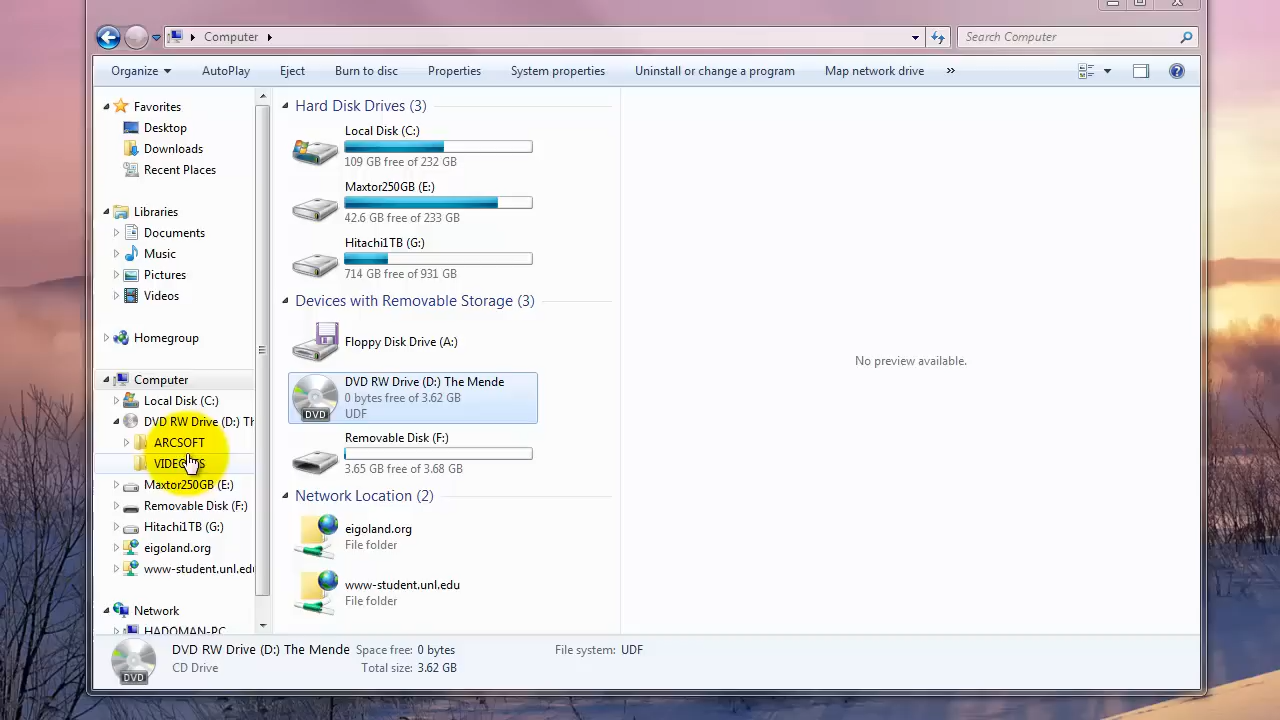 Computer
Search Computer
Organize
AutoPlay
Eject
Burn to disc
Properties
System properties
Uninstall or change a program
Map network drive
»
Favorites
Desktop
Downloads
Recent Places
Libraries
Documents
Music
Pictures
Videos
Homegroup
Computer
Local Disk (C:)
DVD RW Drive (D:) Th
ARCSOFT
Maxtor250GB (E:)
Removable Disk (F:)
Hitachi1TB (G:)
eigoland.org
www-student.unl.edu
Network
HADOMAN-PC
Hard Disk Drives (3)
Local Disk (C:)
109 GB free of 232 GB
Maxtor250GB (E:)
42.6 GB free of 233 GB
Hitachi1TB (G:)
714 GB free of 931 GB
Devices with Removable Storage (3)
Floppy Disk Drive (A:)
DVD RW Drive (D:) The Mende
0 bytes free of 3.62 GB
UDF
DVD
Removable Disk (F:)
3.65 GB free of 3.68 GB
Network Location (2)
eigoland.org
File folder
www-student.unl.edu
File folder
No preview available.
DVD RW Drive (D:) The Mende
Space free: 0 bytes
File system: UDF
CD Drive
Total size: 3.62 GB
DVD